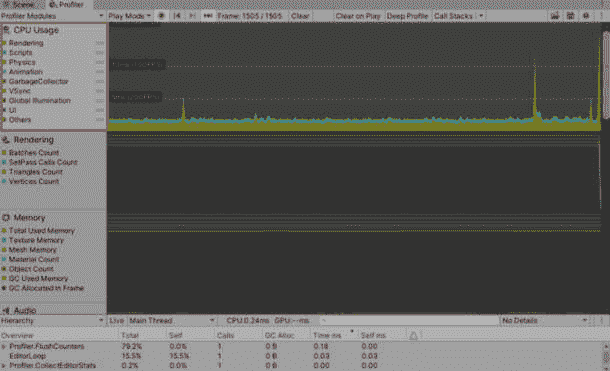 Scene Profiler
Profiler Modules Play Mode Frame: 1505 / 1505 Clear Clear on Play Deep Profile Call Stacks
CPU Usage
Rendering
Scripts
Physics
Animation
GarbageCollector
VSync
Global Illumination
UI
Others
Rendering
Batches Count
SetPass Calls Count
Triangles Count
Vertices Count
Memory
Total Used Memory
Texture Memory
Mesh Memory
Material Count
Object Count
GC Used Memory
GC Allocated In Frame
Audio
Hierarchy Live Main Thread CPU:0.24ms GPU:--ms No Details
Overview Total Self Calls GC Alloc Time ms Self ms
Profiler.FlushCounters 79.2% 0.0% 1 0 B 0.18 0.00
EditorLoop 15.5% 15.5% 1 0 B 0.03 0.03
Profiler.CollectEditorStats 0.2% 0.0% 1 0 B 0.00 0.00